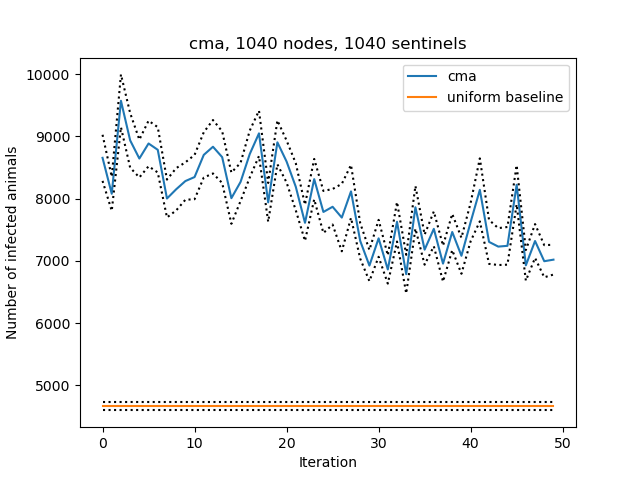 cma, 1040 nodes, 1040 sentinels
cma
uniform baseline
10000
9000
8000
7000
6000
5000
Number of infected animals
0 10 20 30 40 50
Iteration